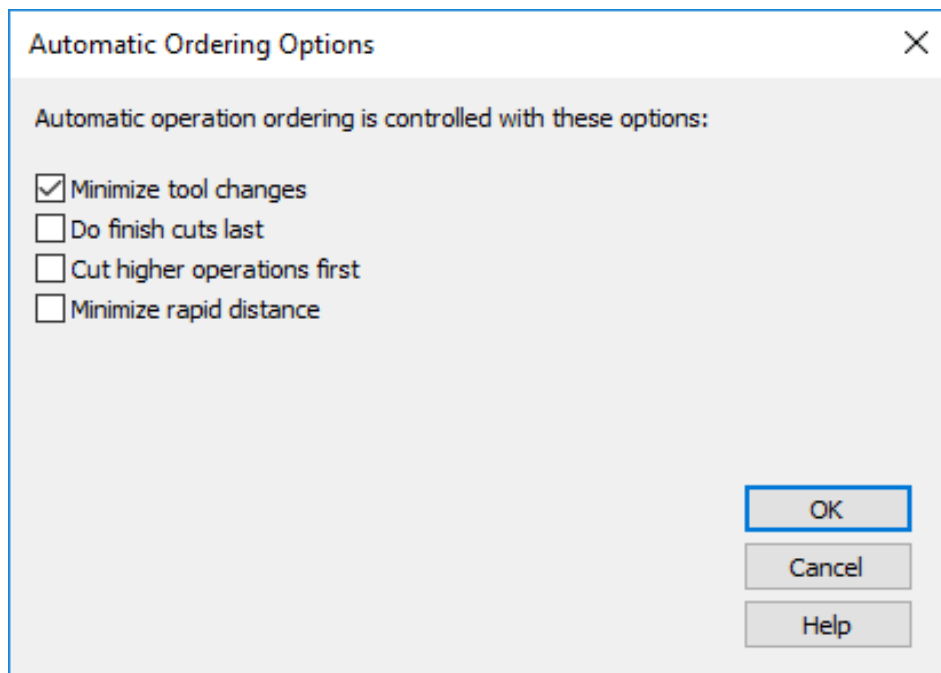 Automatic Ordering Options
Automatic operation ordering is controlled with these options:
Minimize tool changes
Do finish cuts last
Cut higher operations first
Minimize rapid distance
OK
Cancel
Help